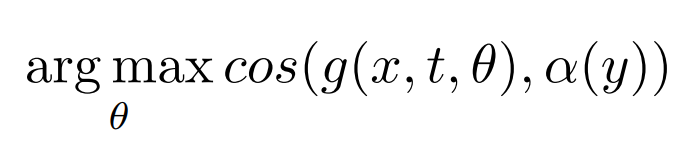 arg max cos(g(x, t, θ), α(y))
θ